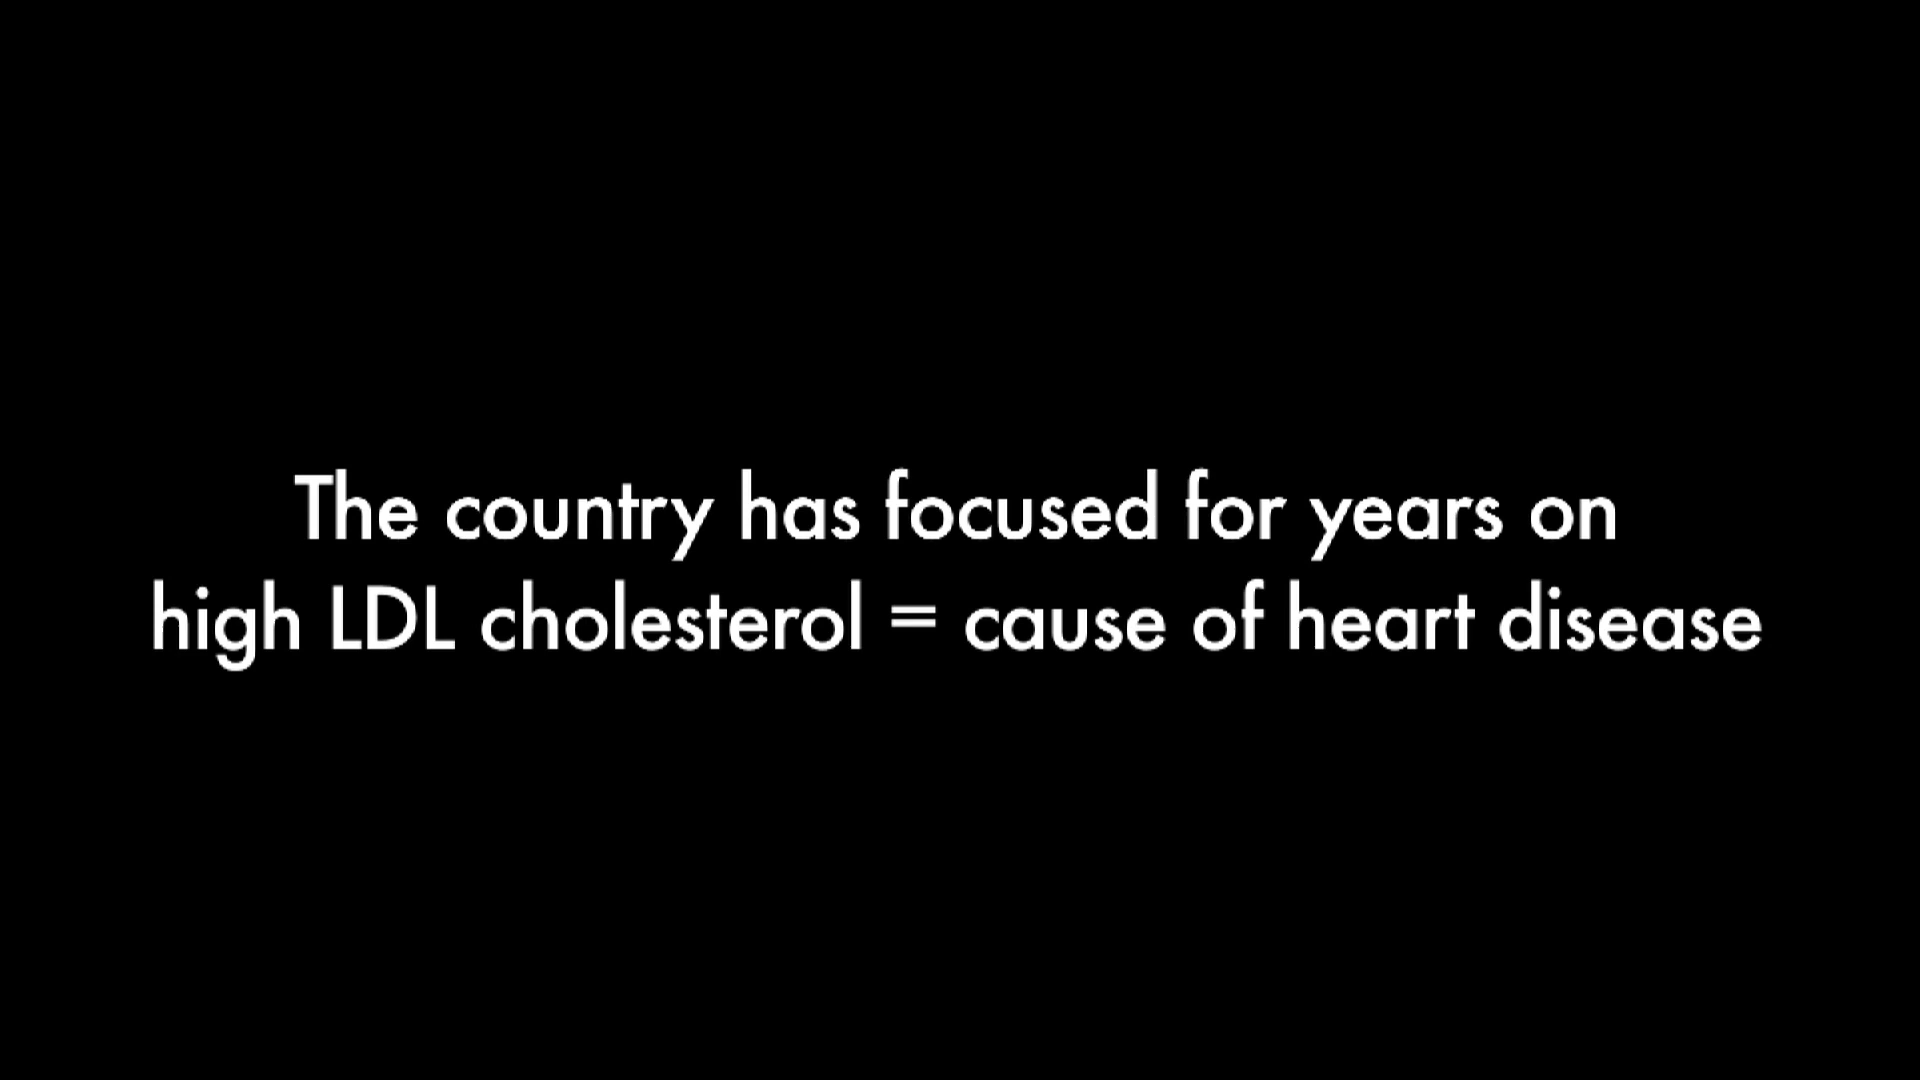 The country has focused for years on
high LDL cholesterol = cause of heart disease